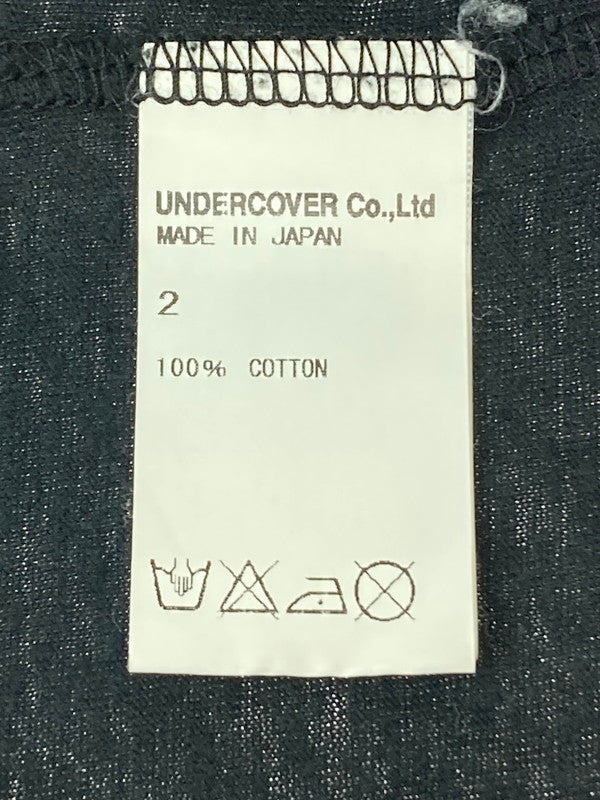 UNDERCOVER Co.,Ltd
MADE IN JAPAN
2
100% COTTON